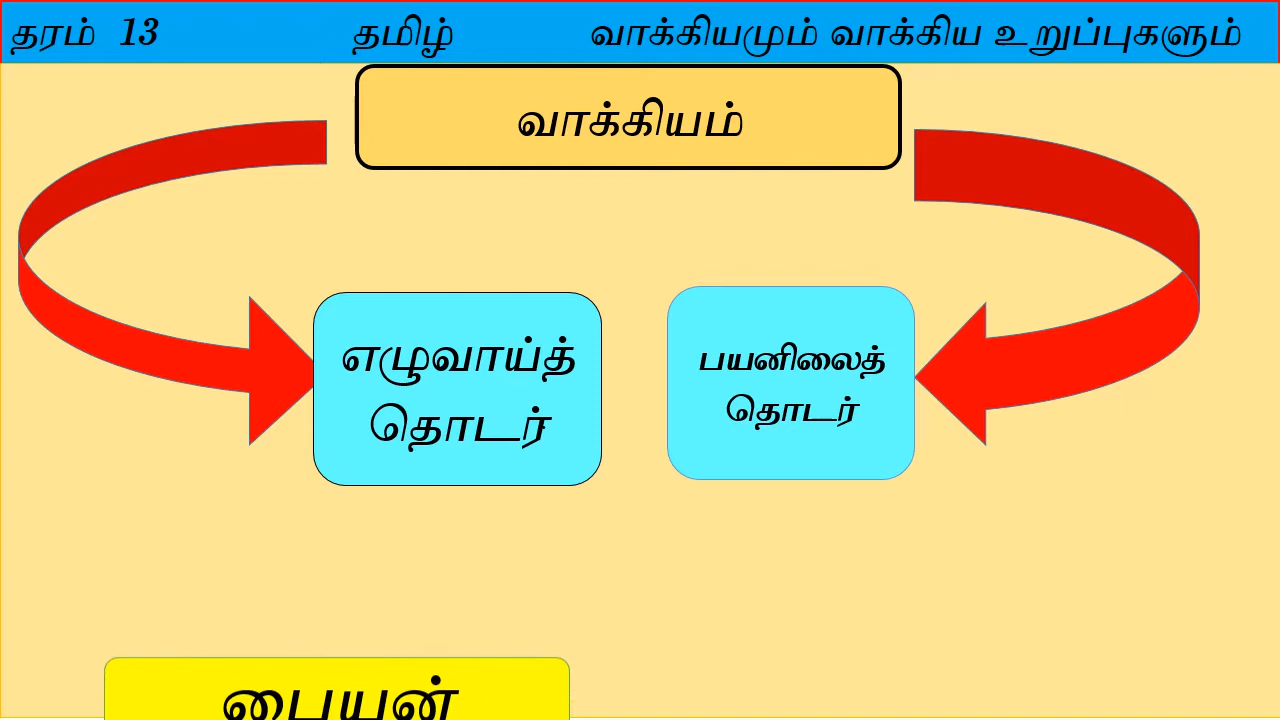 தரம் 13 தமிழ் வாக்கியமும் வாக்கிய உறுப்புகளும்
வாக்கியம்
எழுவாய்த்
தொடர்
பயனிலைத்
தொடர்
பையன்